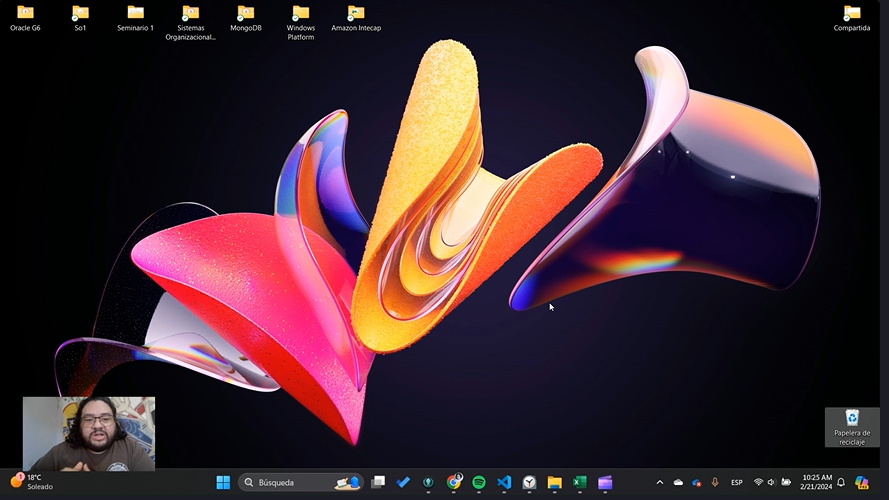 Oracle G6
So1
Seminario 1
Sistemas
Organizacional...
MongoDB
Windows
Platform
Amazon Intecap
Compartida
Papelera de
reciclaje
1
18°C
Soleado
Búsqueda
ESP
10:25 AM
2/21/2024